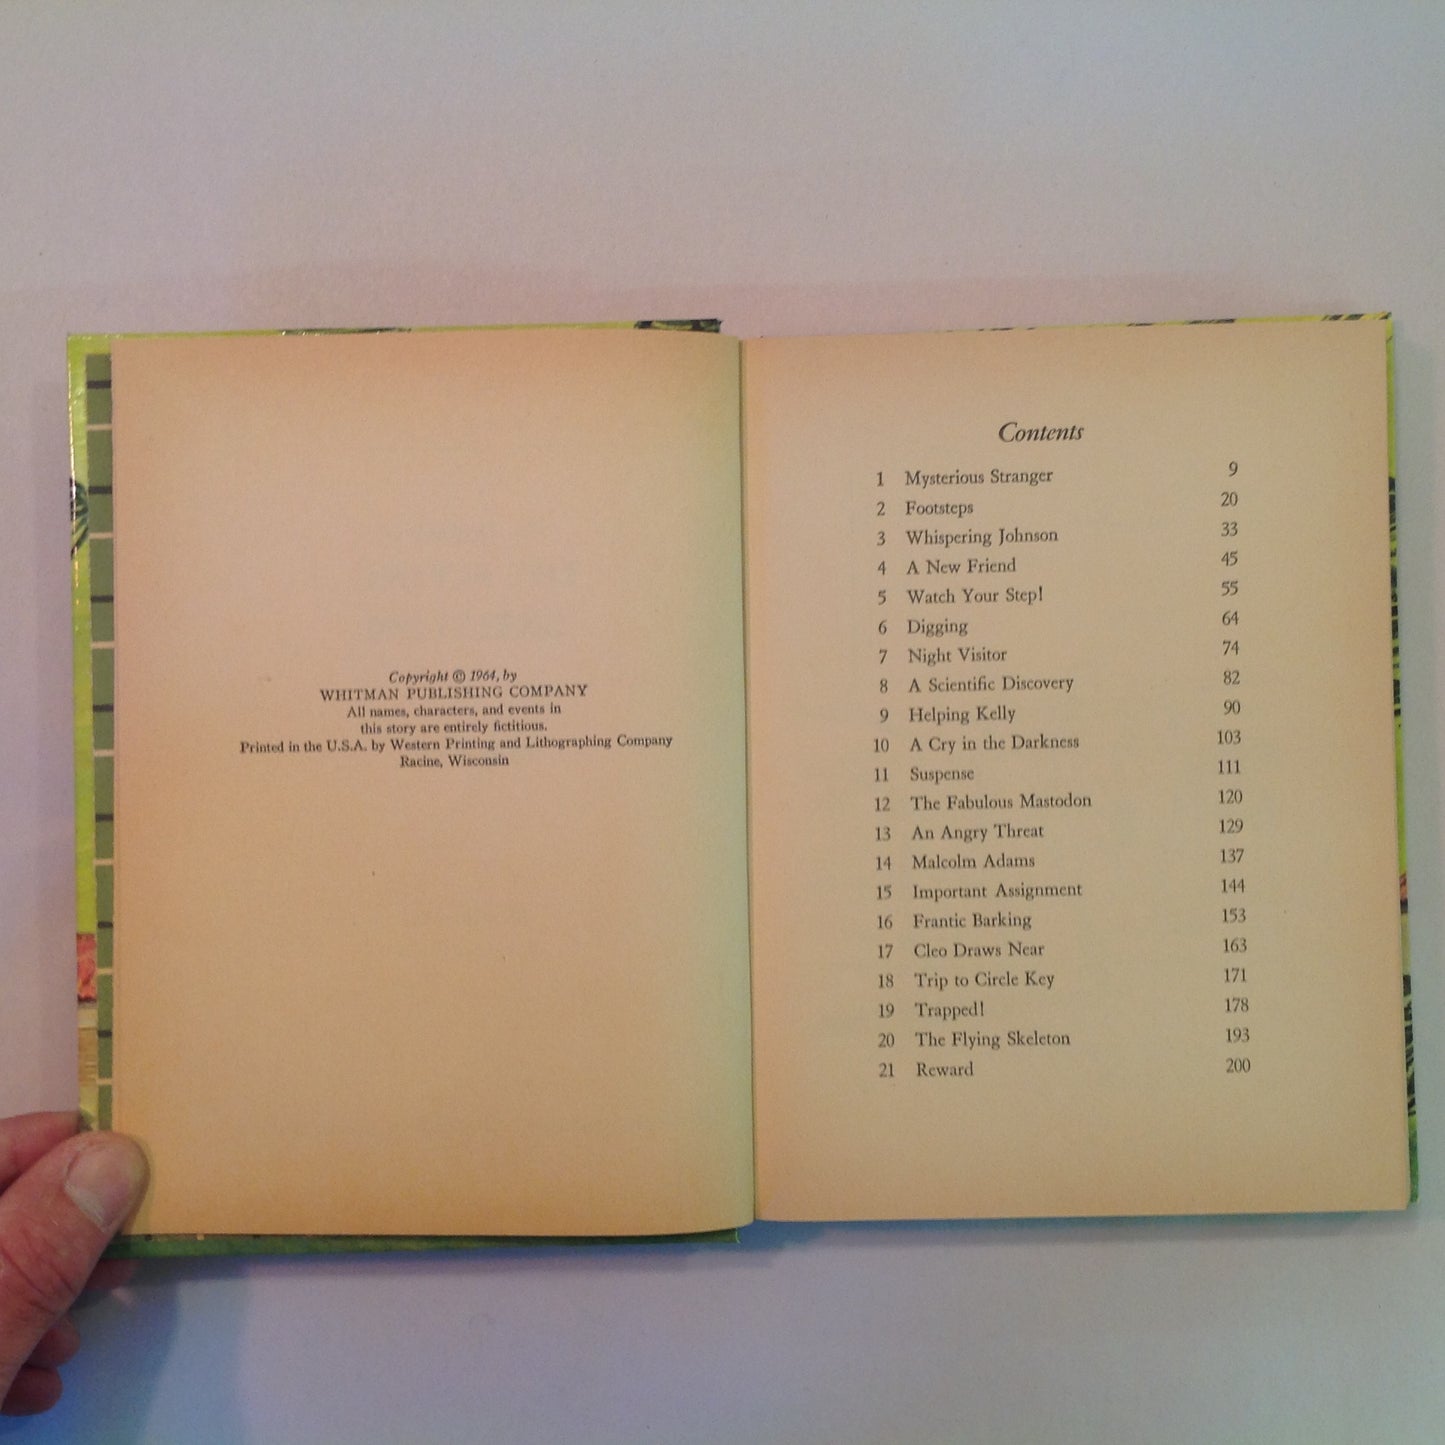 Copyright © 1964, by
WHITMAN PUBLISHING COMPANY
All names, characters, and events in
this story are entirely fictitious.
Printed in the U.S.A. by Western Printing and Lithographing Company
Racine, Wisconsin
Contents
1 Mysterious Stranger 9
2 Footsteps 20
3 Whispering Johnson 33
4 A New Friend 45
5 Watch Your Step! 55
6 Digging 64
7 Night Visitor 74
8 A Scientific Discovery 82
9 Helping Kelly 90
10 A Cry in the Darkness 103
11 Suspense 111
12 The Fabulous Mastodon 120
13 An Angry Threat 129
14 Malcolm Adams 137
15 Important Assignment 144
16 Frantic Barking 153
17 Cleo Draws Near 163
18 Trip to Circle Key 171
19 Trapped! 178
20 The Flying Skeleton 193
21 Reward 200